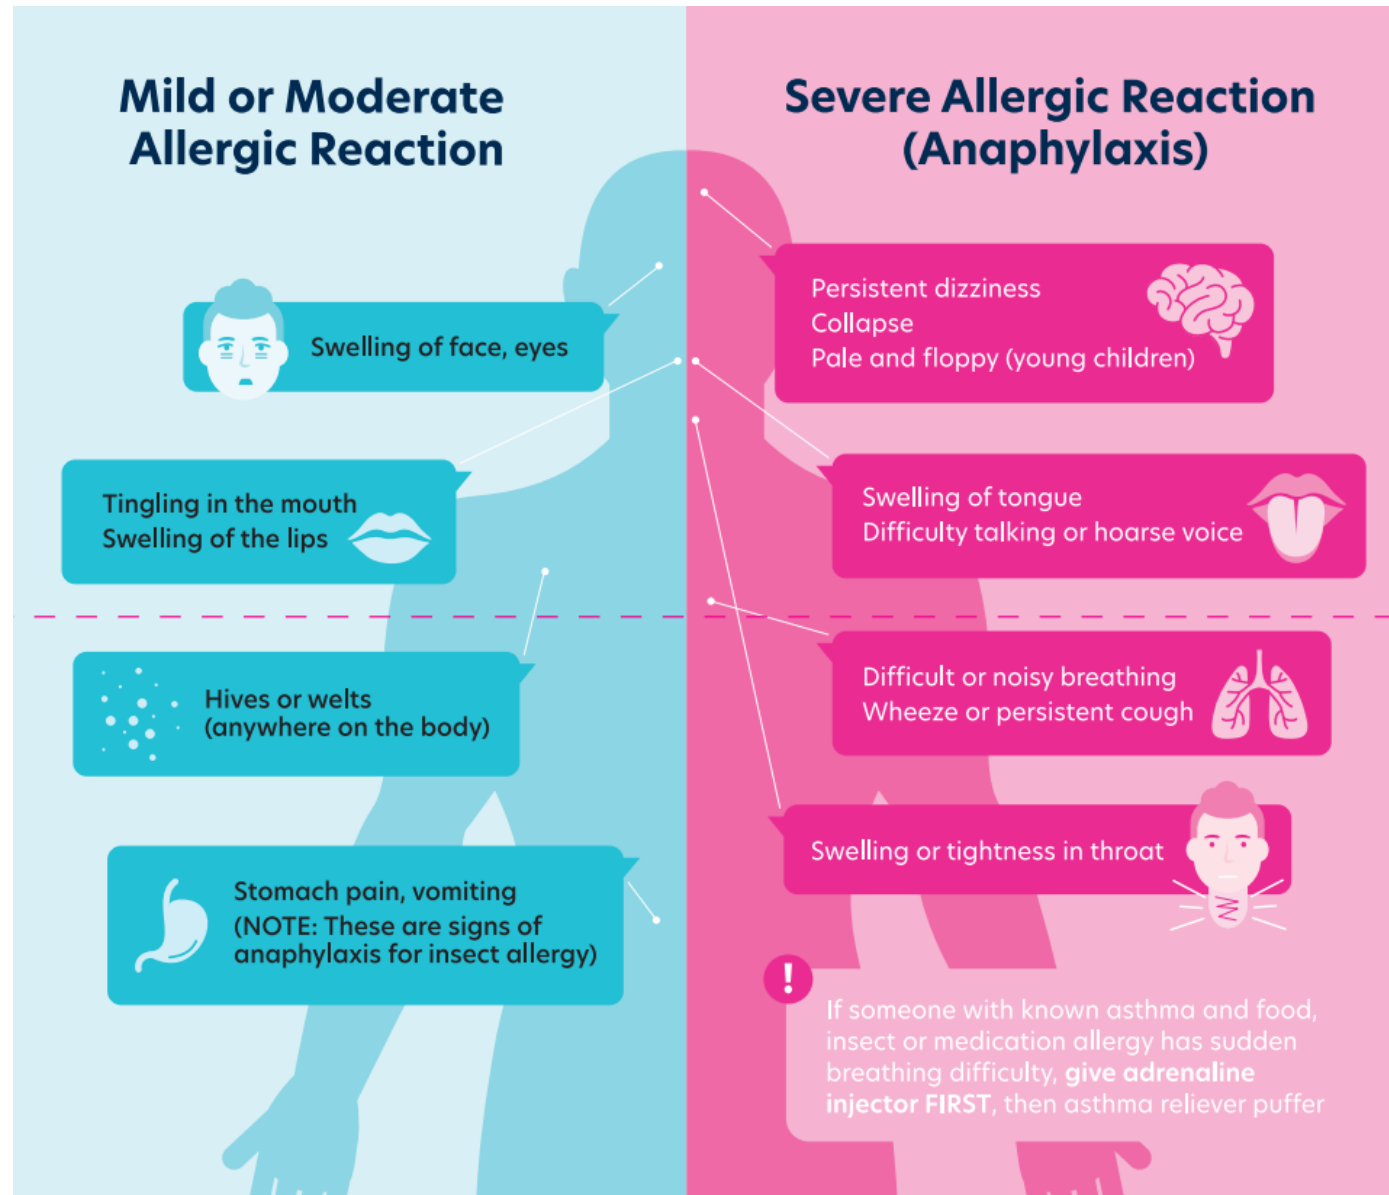 Mild or Moderate
Allergic Reaction
Swelling of face, eyes
Tingling in the mouth
Swelling of the lips
Hives or welts
(anywhere on the body)
Stomach pain, vomiting
(NOTE: These are signs of
anaphylaxis for insect allergy)
Severe Allergic Reaction
(Anaphylaxis)
Persistent dizziness
Collapse
Pale and floppy (young children)
Swelling of tongue
Difficulty talking or hoarse voice
Difficult or noisy breathing
Wheeze or persistent cough
Swelling or tightness in throat
!
If someone with known asthma and food,
insect or medication allergy has sudden
breathing difficulty, give adrenaline
injector FIRST, then asthma reliever puffer